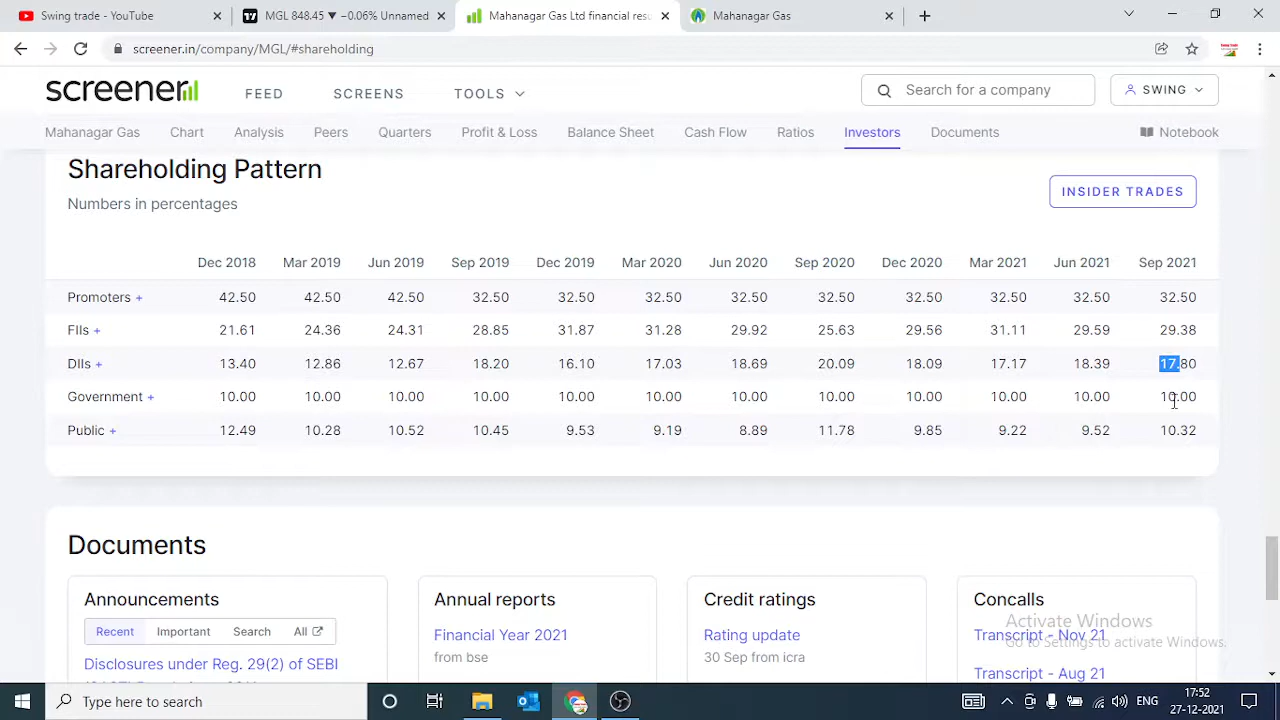 YouTube
MGL 848.45 ▼ −0.06% Unnamed
Mahanagar Gas Ltd financial res
Mahanagar Gas
screener.in/company/MGL/#shareholding
screener
FEED SCREENS TOOLS
Search for a company
SWING
Mahanagar Gas Chart Analysis Peers Quarters Profit & Loss Balance Sheet Cash Flow Ratios Investors Documents Notebook
Shareholding Pattern
INSIDER TRADES
Numbers in percentages
Dec 2018 Mar 2019 Jun 2019 Sep 2019 Dec 2019 Mar 2020 Jun 2020 Sep 2020 Dec 2020 Mar 2021 Jun 2021 Sep 2021
Promoters + 42.50 42.50 42.50 32.50 32.50 32.50 32.50 32.50 32.50 32.50 32.50 32.50
FIIs + 21.61 24.36 24.31 28.85 31.87 31.28 29.92 25.63 29.56 31.11 29.59 29.38
DIIs + 13.40 12.86 12.67 18.20 16.10 17.03 18.69 20.09 18.09 17.17 18.39 17.80
Government + 10.00 10.00 10.00 10.00 10.00 10.00 10.00 10.00 10.00 10.00 10.00 10.00
Public + 12.49 10.28 10.52 10.45 9.53 9.19 8.89 11.78 9.85 9.22 9.52 10.32
Documents
Announcements
Recent Important Search All
Disclosures under Reg. 29(2) of SEBI
Annual reports
Financial Year 2021
from bse
Credit ratings
Rating update
30 Sep from icra
Concalls
Transcript - Nov 21
Transcript - Aug 21
Activate Windows
Go to Settings to activate Windows.
Type here to search
ENG
17:52
27-12-2021